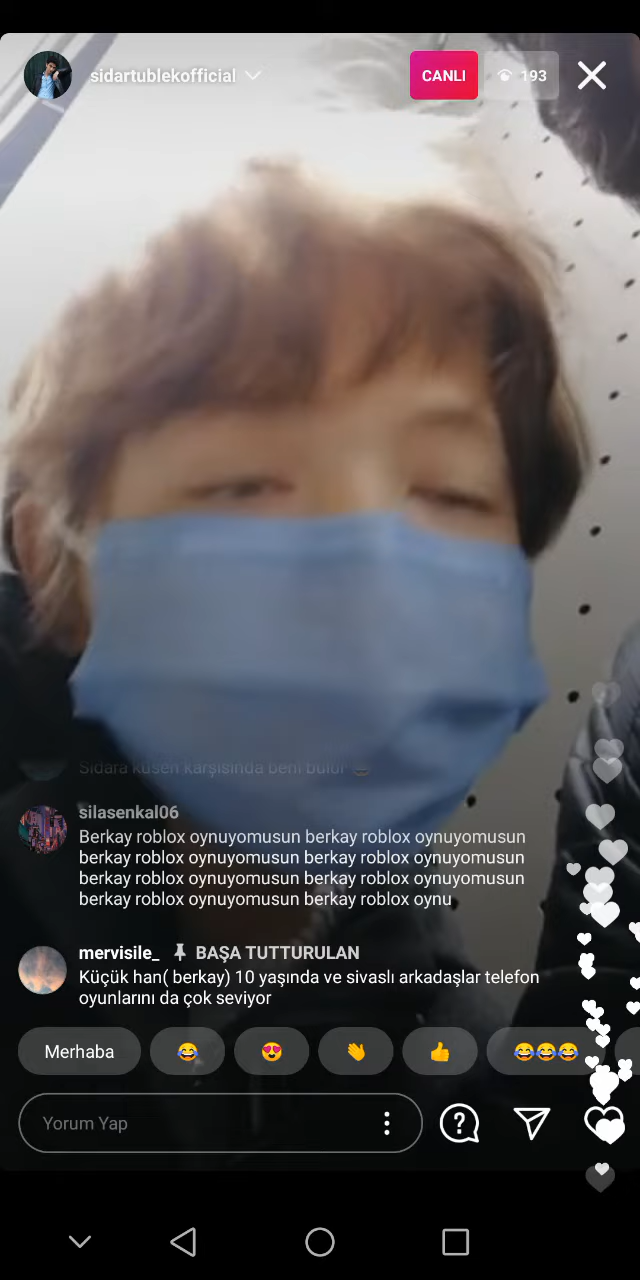 sidartublekofficial
CANLI
193
Sidara küsen karşısında beni bulur 😂
silasenkal06
Berkay roblox oynuyomusun berkay roblox oynuyomusun
berkay roblox oynuyomusun berkay roblox oynuyomusun
berkay roblox oynuyomusun berkay roblox oynuyomusun
berkay roblox oynuyomusun berkay roblox oynu
mervisile_ BAŞA TUTTURULAN
Küçük han( berkay) 10 yaşında ve sivaslı arkadaşlar telefon
oyunlarını da çok seviyor
Merhaba 😂 😍 👏 👍 😂😂😂
Yorum Yap